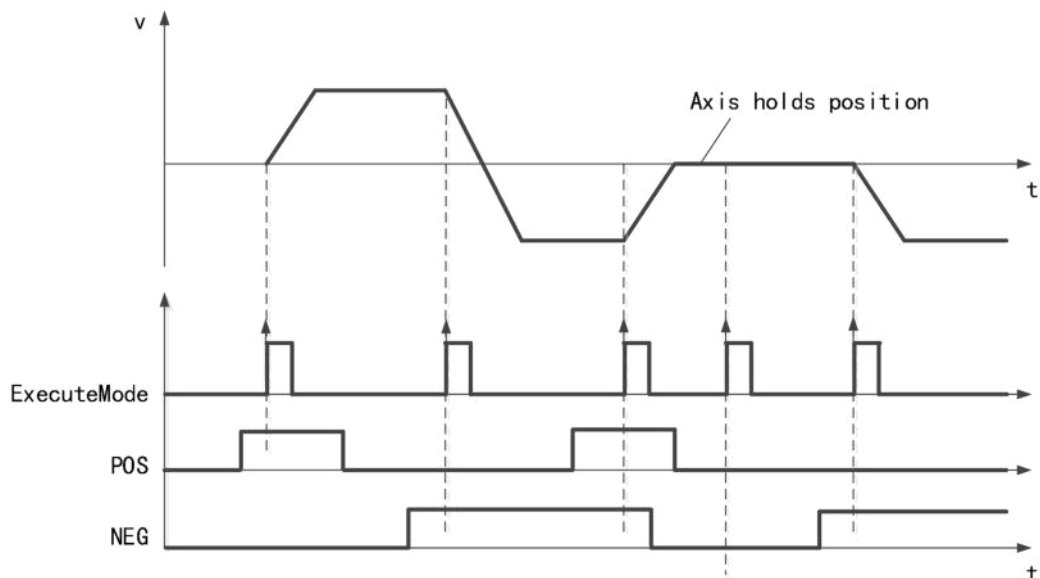 v
Axis holds position
t
ExecuteMode
POS
NEG
t